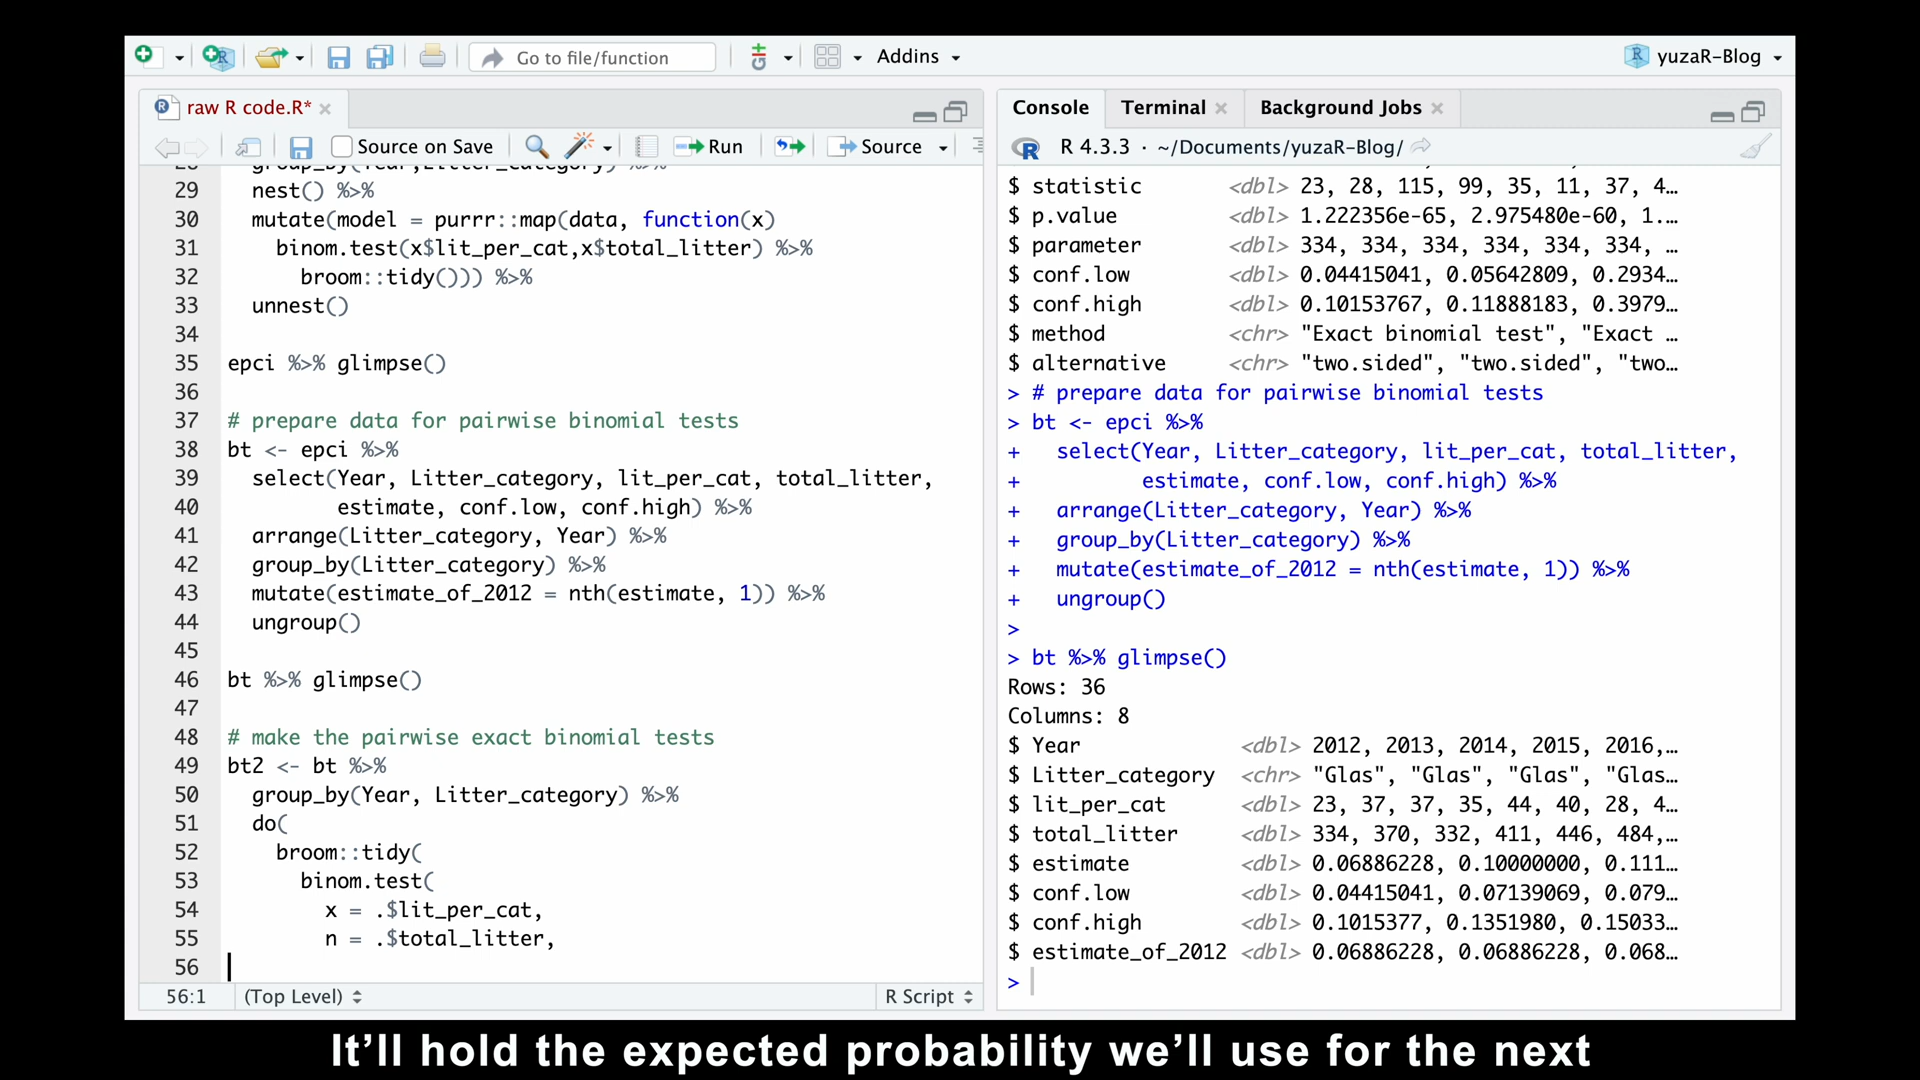 Go to file/function
Addins
yuzaR-Blog
raw R code.R*
Source on Save
Run
Source
29 nest() %>%
30 mutate(model = purrr::map(data, function(x)
31 binom.test(x$lit_per_cat,x$total_litter) %>%
32 broom::tidy())) %>%
33 unnest()
34
35 epci %>% glimpse()
36
37 # prepare data for pairwise binomial tests
38 bt <- epci %>%
39 select(Year, Litter_category, lit_per_cat, total_litter,
40 estimate, conf.low, conf.high) %>%
41 arrange(Litter_category, Year) %>%
42 group_by(Litter_category) %>%
43 mutate(estimate_of_2012 = nth(estimate, 1)) %>%
44 ungroup()
45
46 bt %>% glimpse()
47
48 # make the pairwise exact binomial tests
49 bt2 <- bt %>%
50 group_by(Year, Litter_category) %>%
51 do(
52 broom::tidy(
53 binom.test(
54 x = .$lit_per_cat,
55 n = .$total_litter,
56
56:1 (Top Level) R Script
Console Terminal Background Jobs
R 4.3.3 · ~/Documents/yuzaR-Blog/
$ statistic <dbl> 23, 28, 115, 99, 35, 11, 37, 4…
$ p.value <dbl> 1.222356e-65, 2.975480e-60, 1.…
$ parameter <dbl> 334, 334, 334, 334, 334, 334, …
$ conf.low <dbl> 0.04415041, 0.05642809, 0.2934…
$ conf.high <dbl> 0.10153767, 0.11888183, 0.3979…
$ method <chr> "Exact binomial test", "Exact …
$ alternative <chr> "two.sided", "two.sided", "two…
> # prepare data for pairwise binomial tests
> bt <- epci %>%
+ select(Year, Litter_category, lit_per_cat, total_litter,
+ estimate, conf.low, conf.high) %>%
+ arrange(Litter_category, Year) %>%
+ group_by(Litter_category) %>%
+ mutate(estimate_of_2012 = nth(estimate, 1)) %>%
+ ungroup()
>
> bt %>% glimpse()
Rows: 36
Columns: 8
$ Year <dbl> 2012, 2013, 2014, 2015, 2016,…
$ Litter_category <chr> "Glas", "Glas", "Glas", "Glas…
$ lit_per_cat <dbl> 23, 37, 37, 35, 44, 40, 28, 4…
$ total_litter <dbl> 334, 370, 332, 411, 446, 484,…
$ estimate <dbl> 0.06886228, 0.10000000, 0.111…
$ conf.low <dbl> 0.04415041, 0.07139069, 0.079…
$ conf.high <dbl> 0.1015377, 0.1351980, 0.15033…
$ estimate_of_2012 <dbl> 0.06886228, 0.06886228, 0.068…
>
It’ll hold the expected probability we’ll use for the next